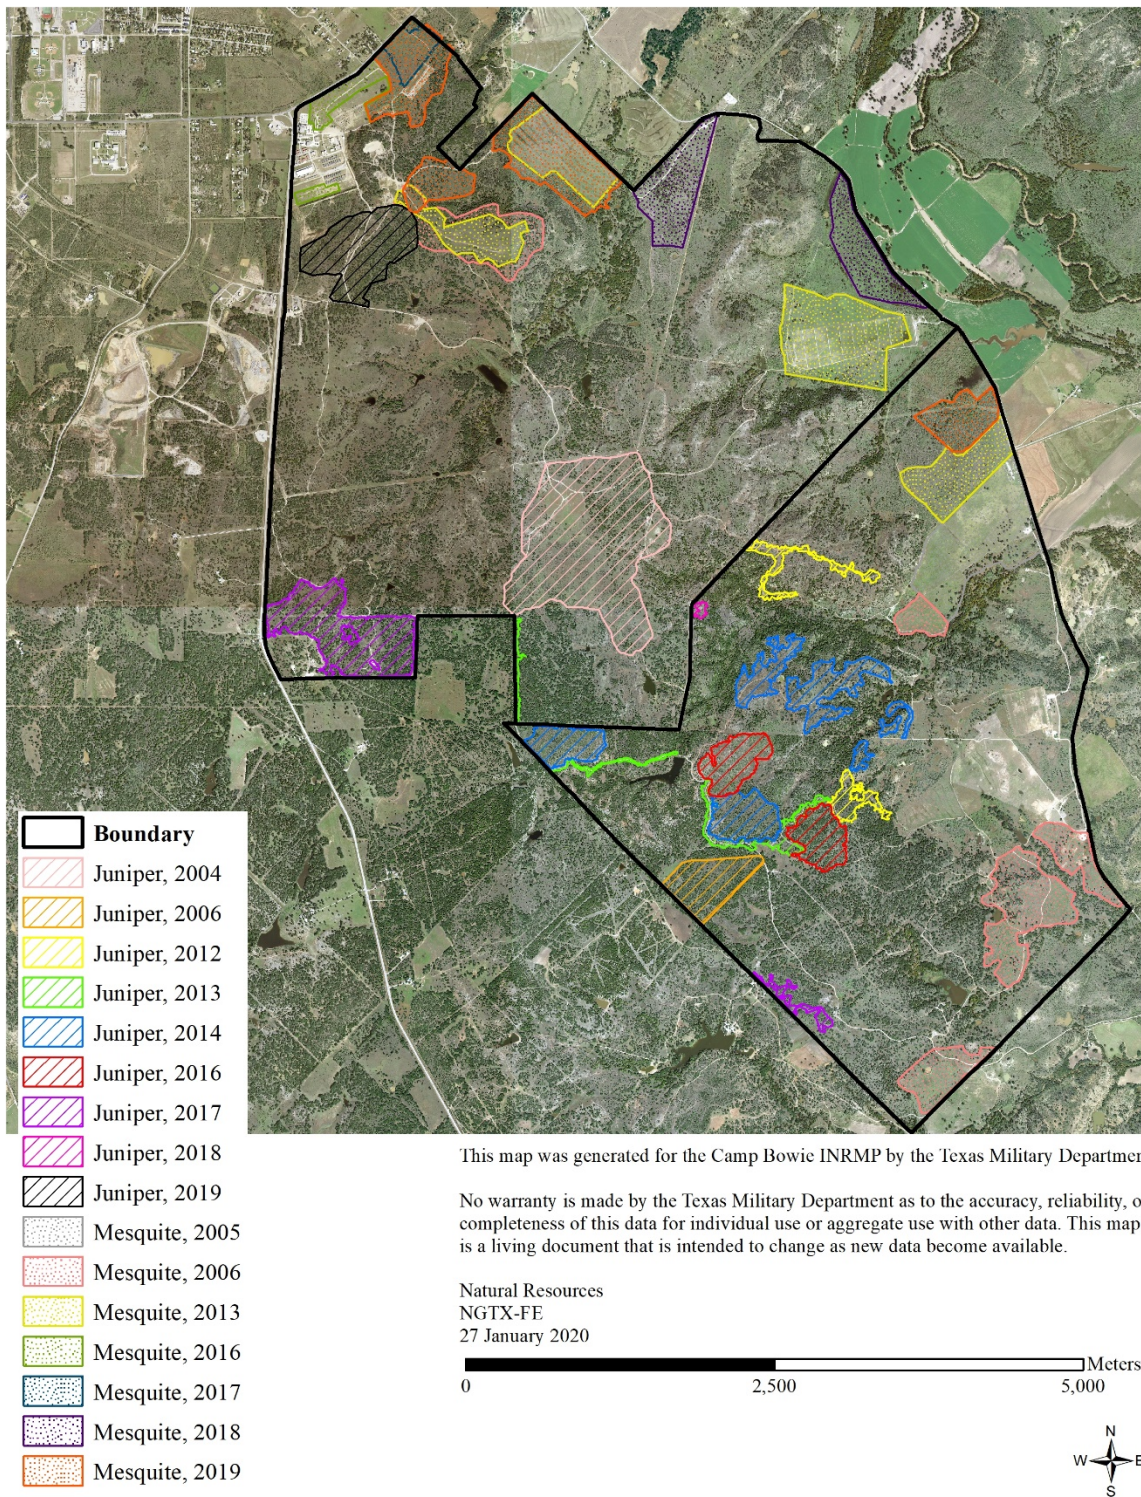 Boundary
Juniper, 2004
Juniper, 2006
Juniper, 2012
Juniper, 2013
Juniper, 2014
Juniper, 2016
Juniper, 2017
Juniper, 2018
Juniper, 2019
Mesquite, 2005
Mesquite, 2006
Mesquite, 2013
Mesquite, 2016
Mesquite, 2017
Mesquite, 2018
Mesquite, 2019
This map was generated for the Camp Bowie INRMP by the Texas Military Departmen
No warranty is made by the Texas Military Department as to the accuracy, reliability, o
completeness of this data for individual use or aggregate use with other data. This map
is a living document that is intended to change as new data become available.
Natural Resources
NGTX-FE
27 January 2020
Meters
0 2,500 5,000
N
W E
S